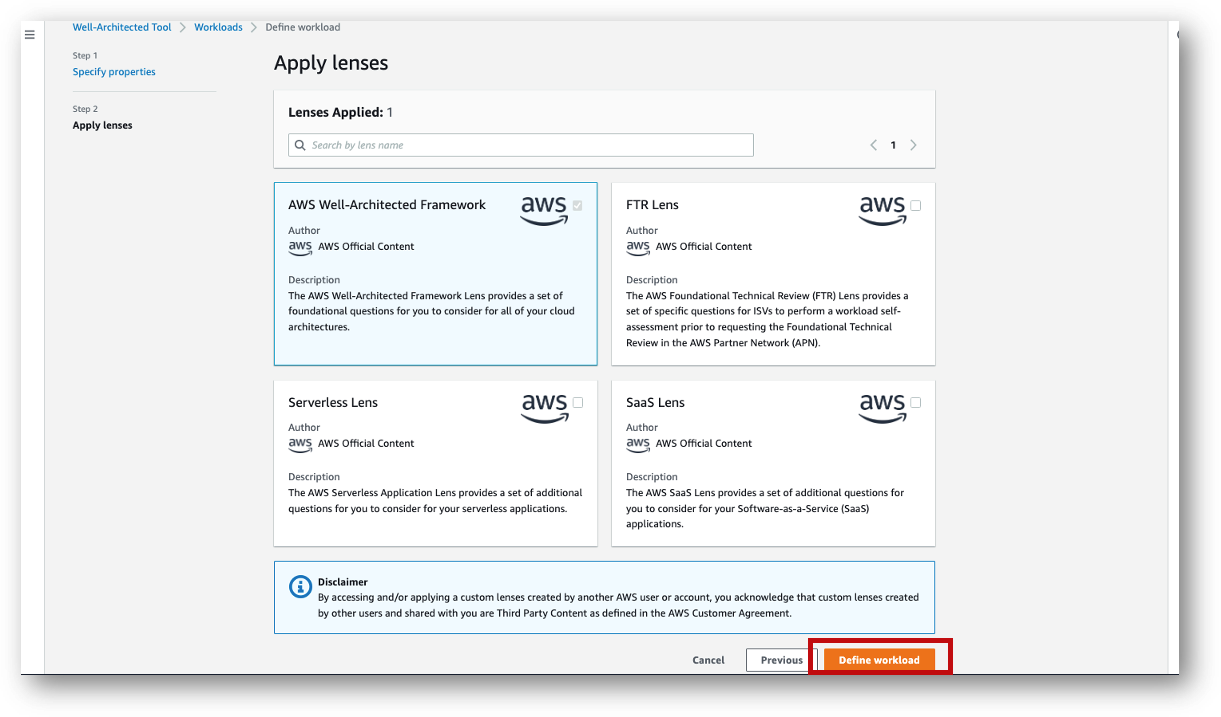 Well-Architected Tool > Workloads > Define workload
Step 1
Specify properties
Step 2
Apply lenses
Apply lenses
Lenses Applied: 1
Search by lens name
1
AWS Well-Architected Framework
aws
Author
aws AWS Official Content
Description
The AWS Well-Architected Framework Lens provides a set of
foundational questions for you to consider for all of your cloud
architectures.
FTR Lens
aws
Author
aws AWS Official Content
Description
The AWS Foundational Technical Review (FTR) Lens provides a
set of specific questions for ISVs to perform a workload self-
assessment prior to requesting the Foundational Technical
Review in the AWS Partner Network (APN).
Serverless Lens
aws
Author
aws AWS Official Content
Description
The AWS Serverless Application Lens provides a set of additional
questions for you to consider for your serverless applications.
SaaS Lens
aws
Author
aws AWS Official Content
Description
The AWS SaaS Lens provides a set of additional questions for
you to consider for your Software-as-a-Service (SaaS)
applications.
Disclaimer
By accessing and/or applying a custom lenses created by another AWS user or account, you acknowledge that custom lenses created
by other users and shared with you are Third Party Content as defined in the AWS Customer Agreement.
Cancel
Previous
Define workload